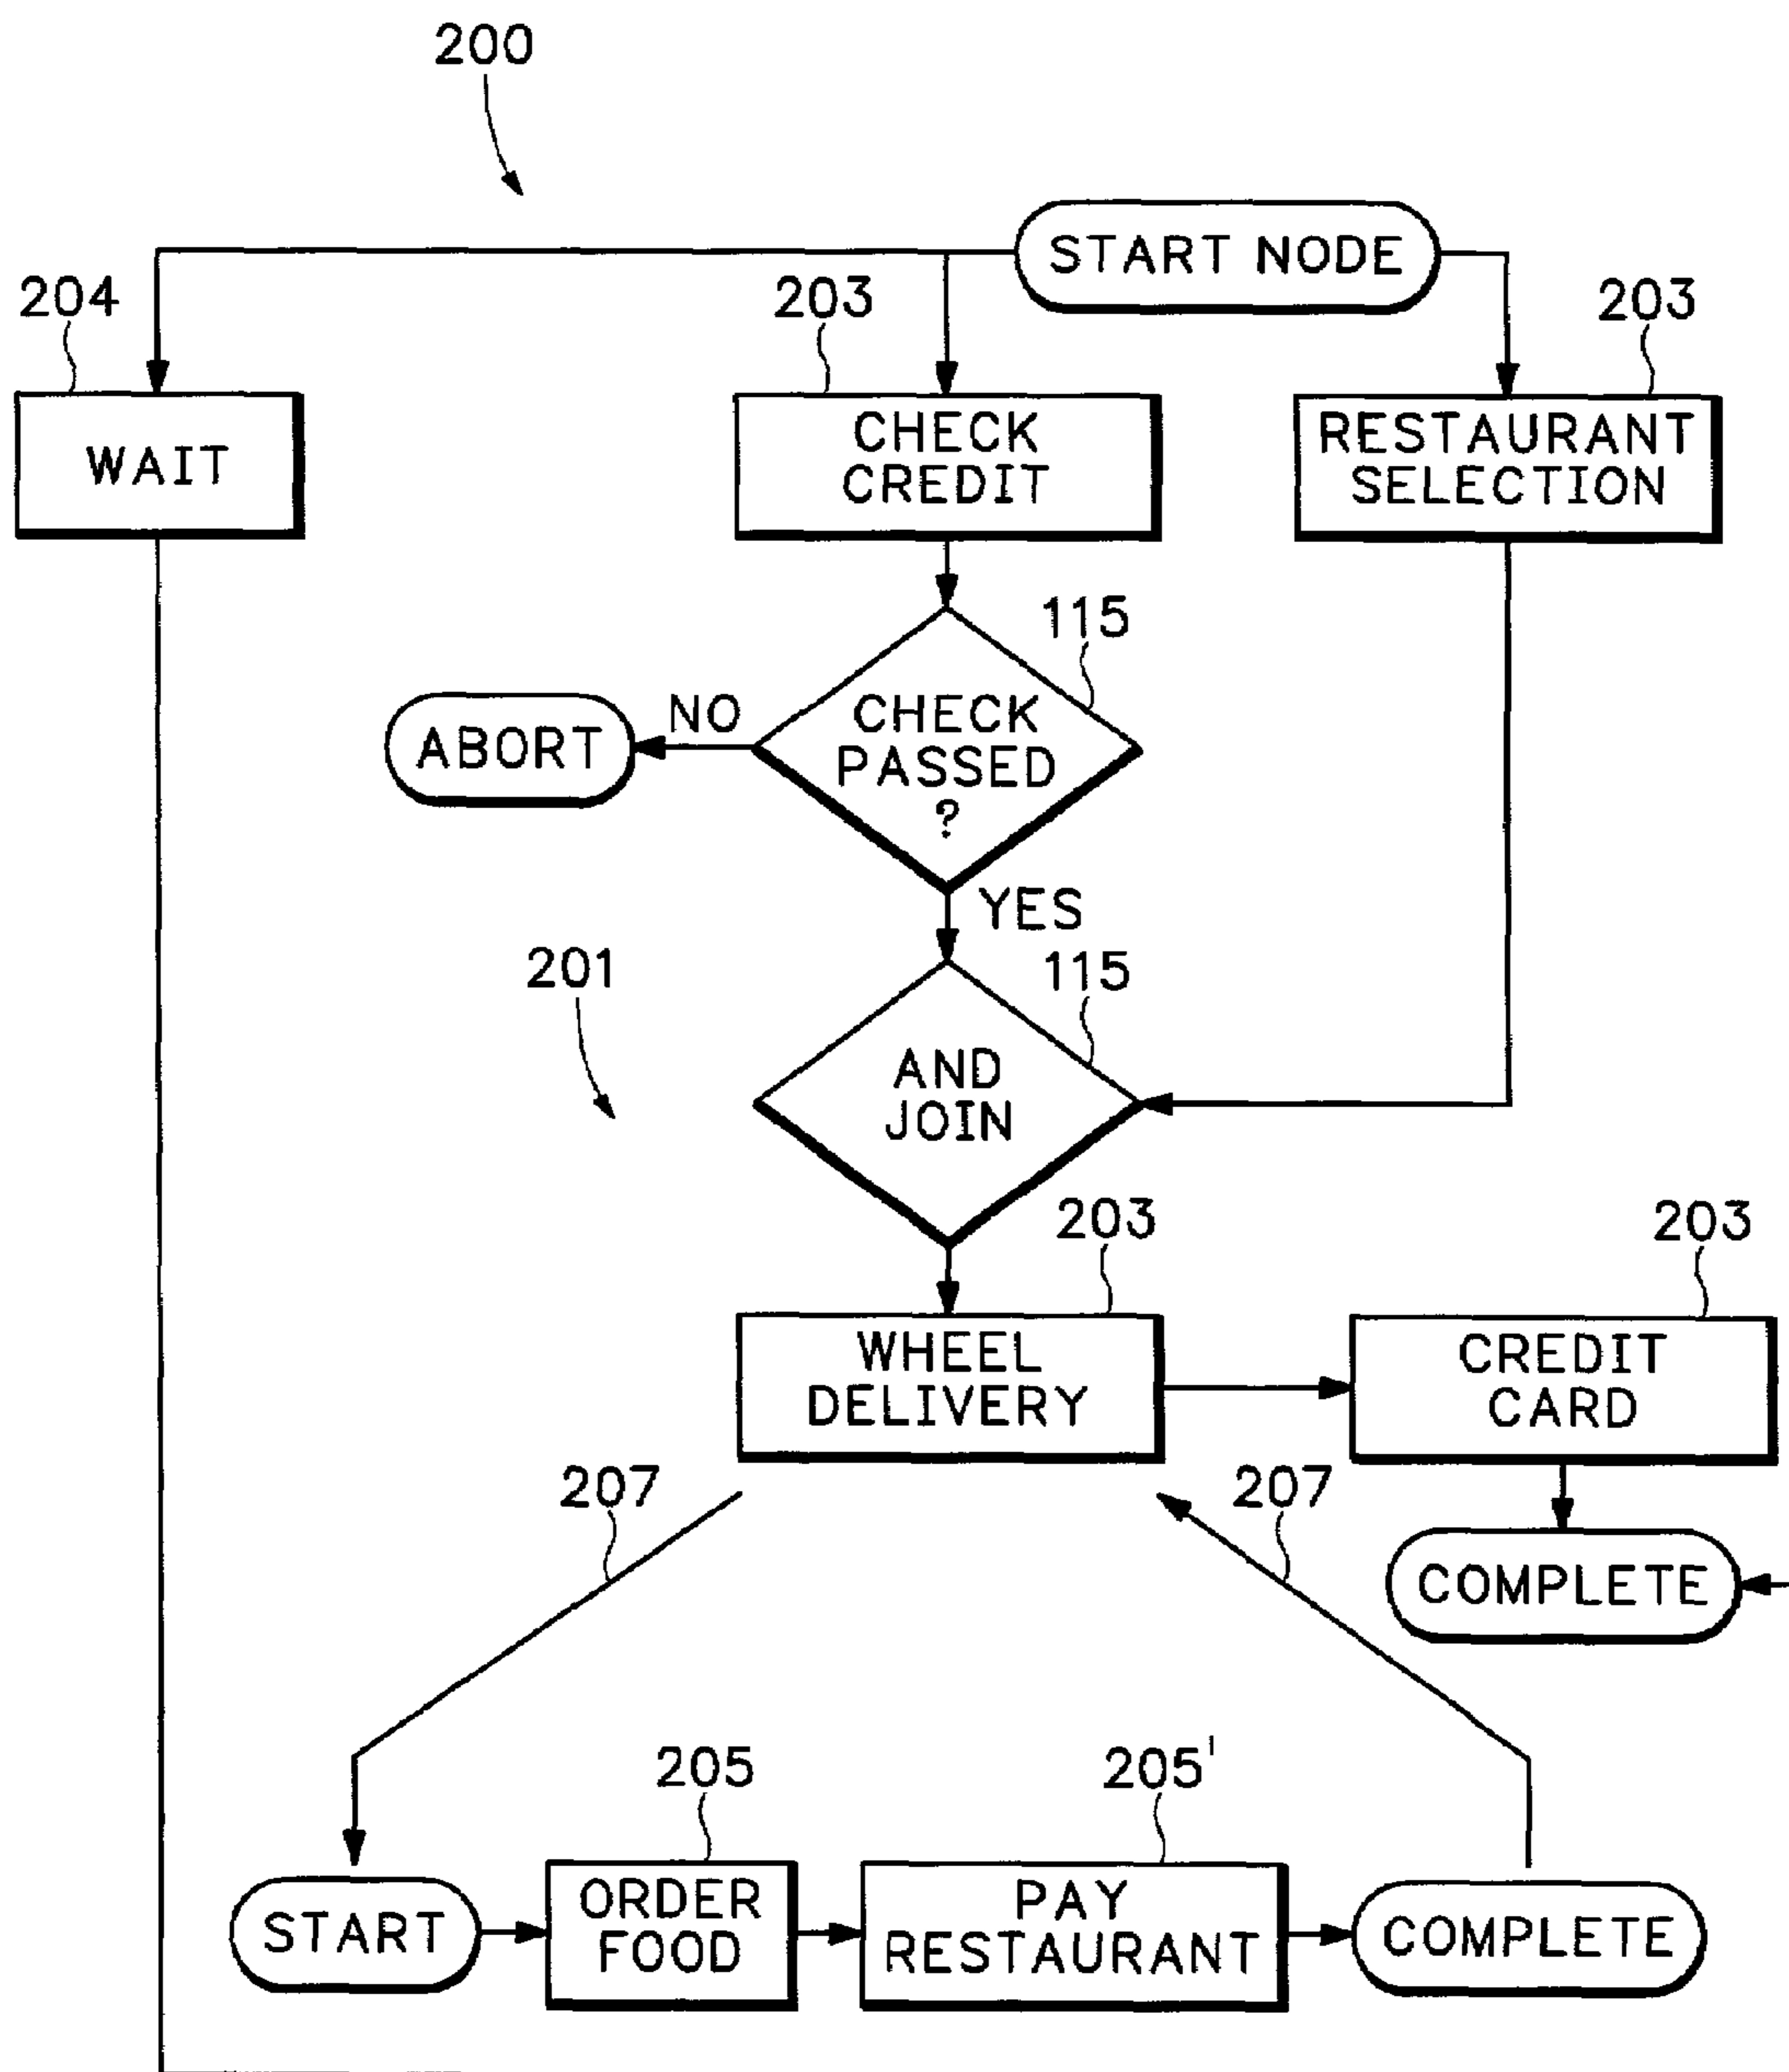 200
START NODE
204
203
203
WAIT
CHECK
CREDIT
RESTAURANT
SELECTION
115
ABORT
NO
CHECK
PASSED
?
YES
201
115
AND
JOIN
203
203
WHEEL
DELIVERY
CREDIT
CARD
207
207
COMPLETE
205
205'
START
ORDER
FOOD
PAY
RESTAURANT
COMPLETE